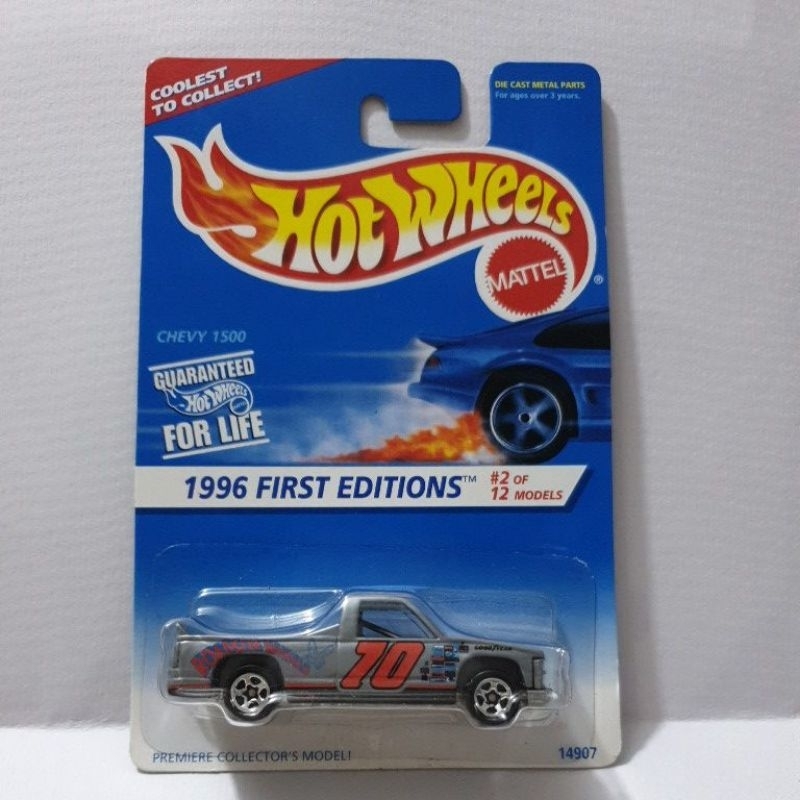 COOLEST
TO COLLECT!
DIE CAST METAL PARTS
For ages over 3 years.
HOT WHEELS
MATTEL
®
CHEVY 1500
GUARANTEED
HOT WHEELS
FOR LIFE
1996 FIRST EDITIONS™
#2 OF
12 MODELS
GOODYEAR
10
PREMIERE COLLECTOR'S MODEL!
14907